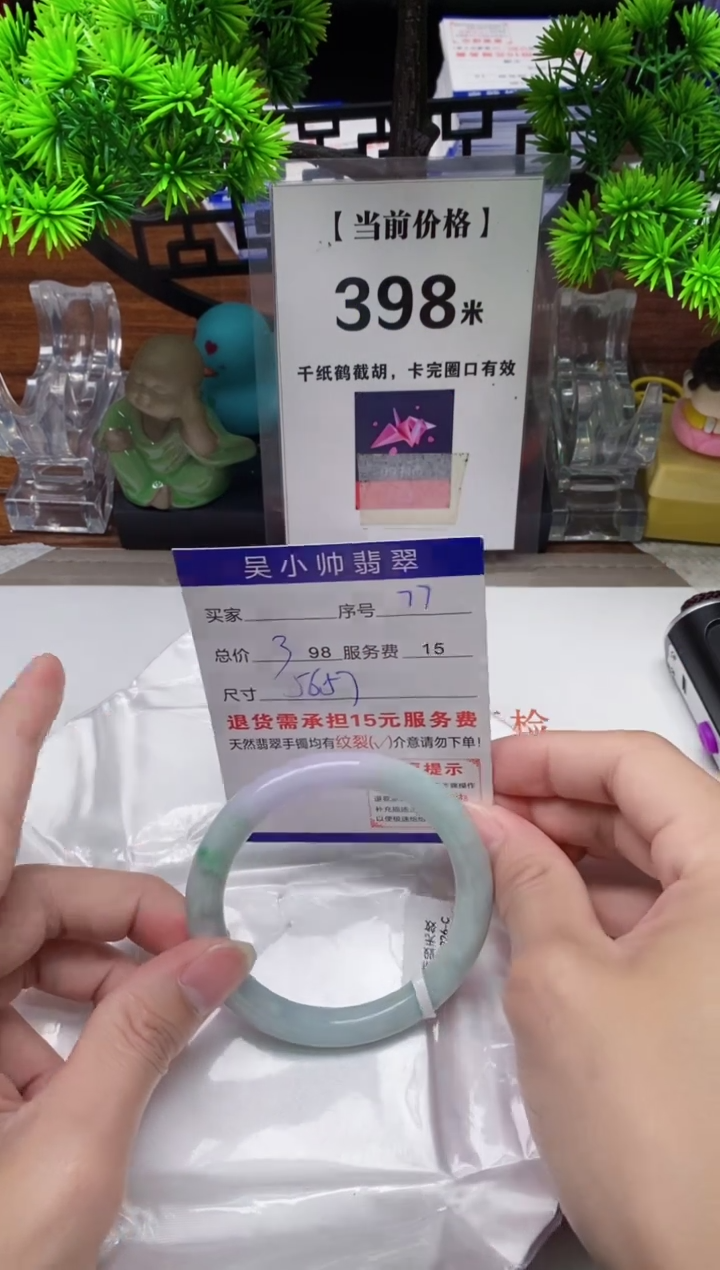 【当前价格】
398米
千纸鹤截胡，卡完圈口有效
吴小帅翡翠
买家 序号 77
总价 398 服务费 15
尺寸 5657
退货需承担15元服务费
天然翡翠手镯均有纹裂(√)介意请勿下单!
提示
检